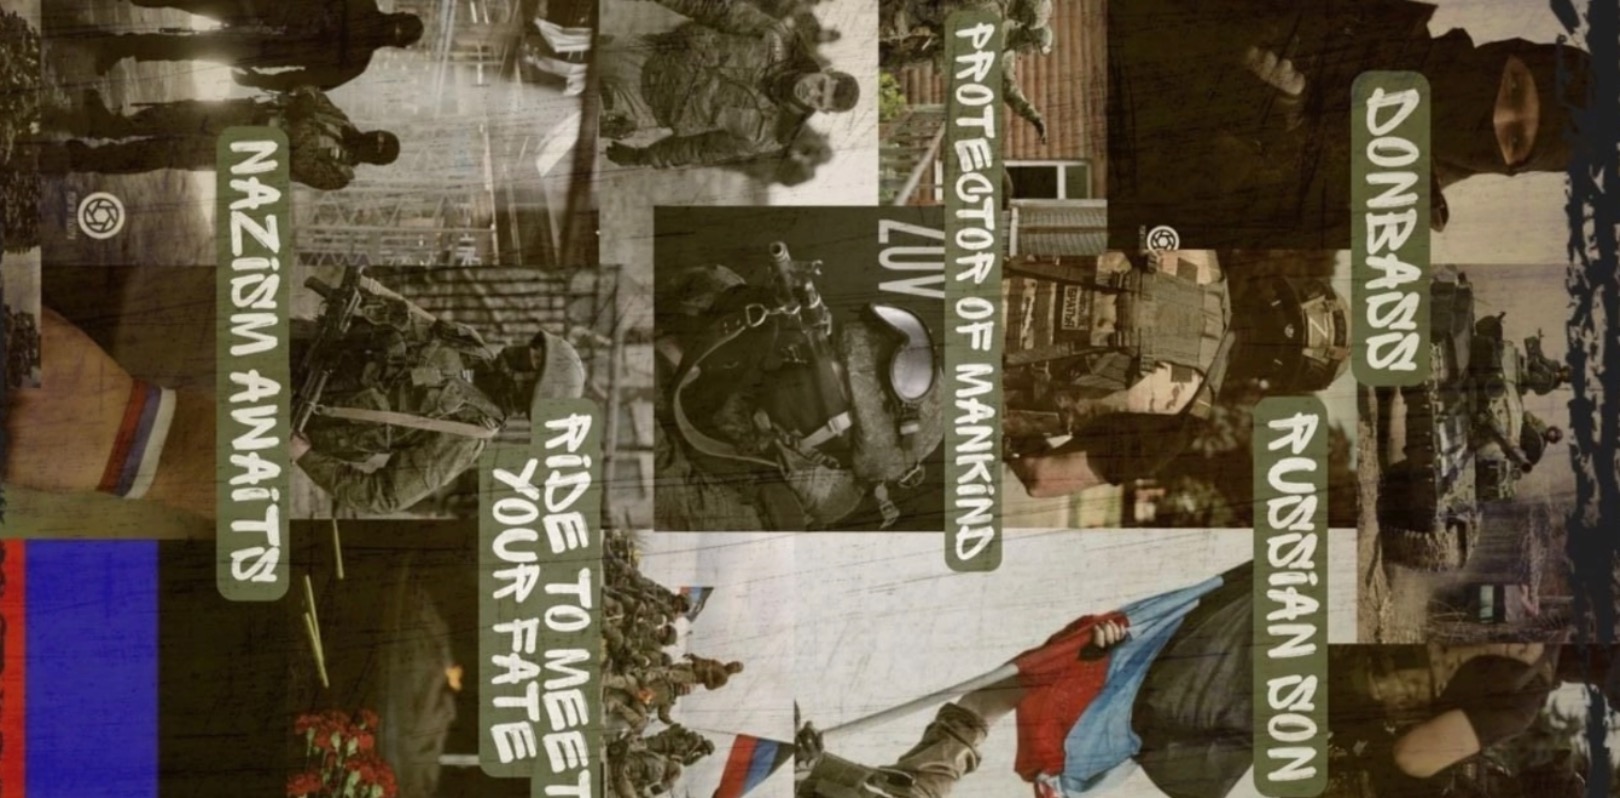 NAZISM AWAITS
RIDE TO MEET
YOUR FATE
ZOV
PROTECTOR OF MANKIND
Z
RUSSIAN SON
DONBASS